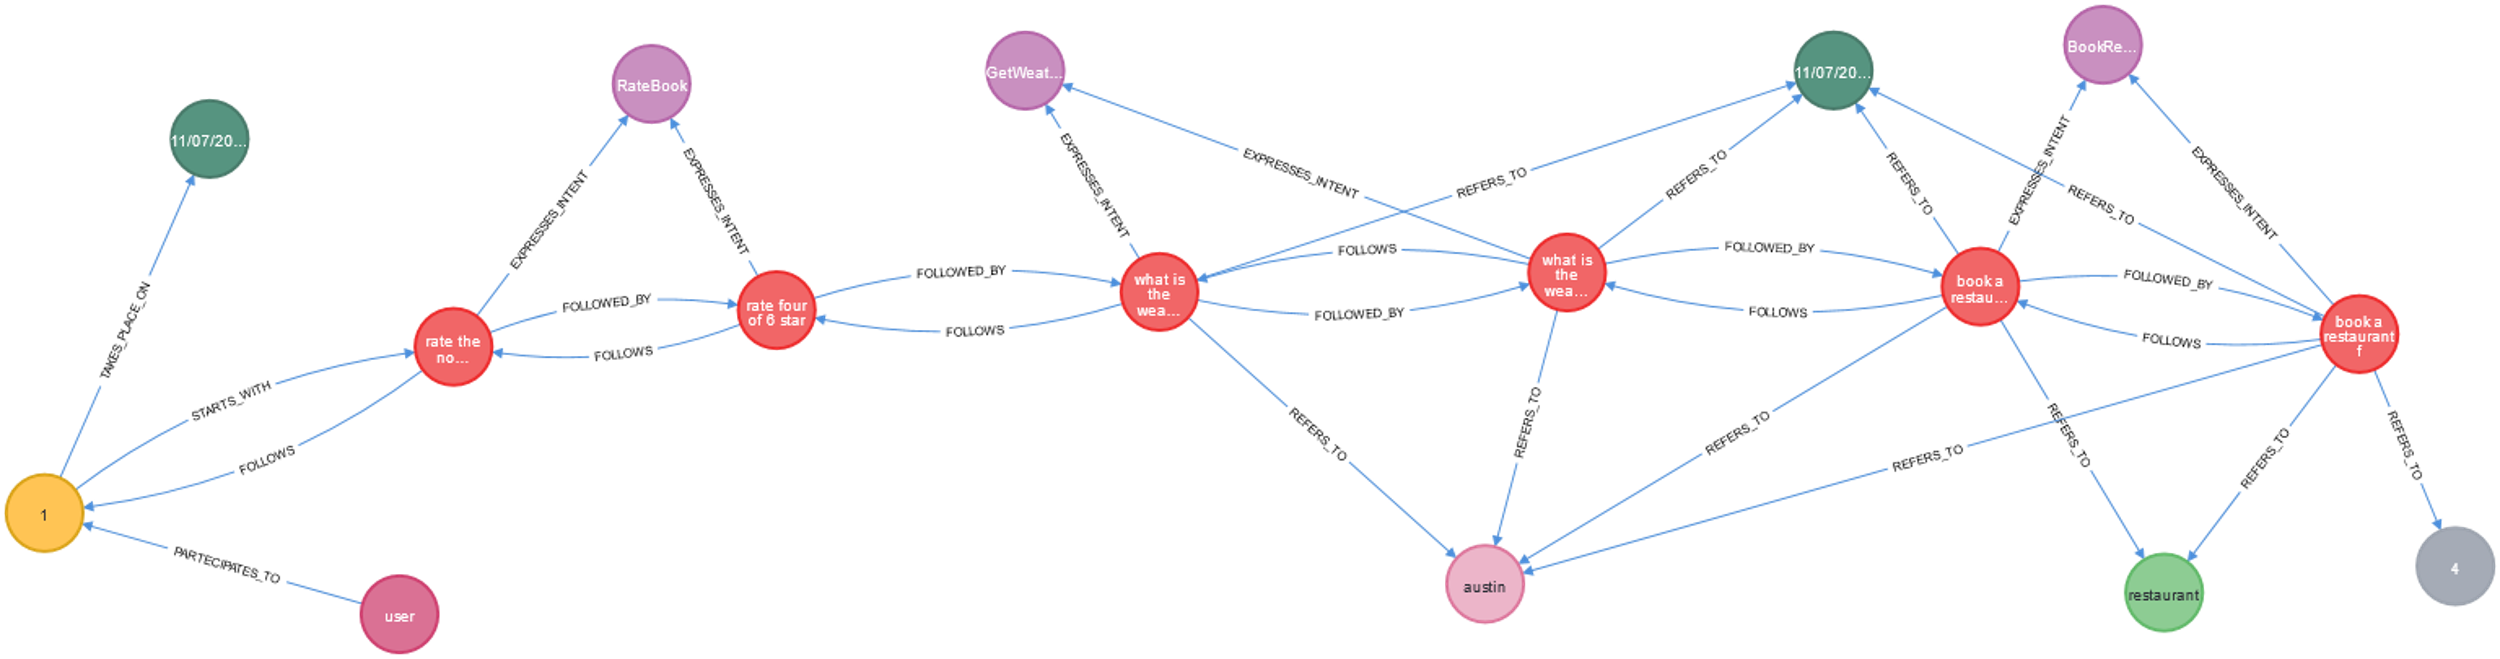 BookRe...
GetWeat...
11/07/20...
RateBook
11/07/20...
EXPRESSES_INTENT
EXPRESSES_INTENT
EXPRESSES_INTENT
EXPRESSES_INTENT
EXPRESSES_INTENT
EXPRESSES_INTENT
REFERS_TO
REFERS_TO
REFERS_TO
REFERS_TO
TAKES_PLACE_ON
FOLLOWED_BY
FOLLOWS
FOLLOWED_BY
FOLLOWS
FOLLOWED_BY
FOLLOWS
FOLLOWED_BY
FOLLOWS
FOLLOWED_BY
FOLLOWS
rate the
no...
rate four
of 6 star
what is
the
wea...
what is
the
wea...
book a
restau...
book a
restaurant
f
STARTS_WITH
FOLLOWS
REFERS_TO
REFERS_TO
REFERS_TO
REFERS_TO
REFERS_TO
REFERS_TO
REFERS_TO
1
PARTECIPATES_TO
user
austin
restaurant
4